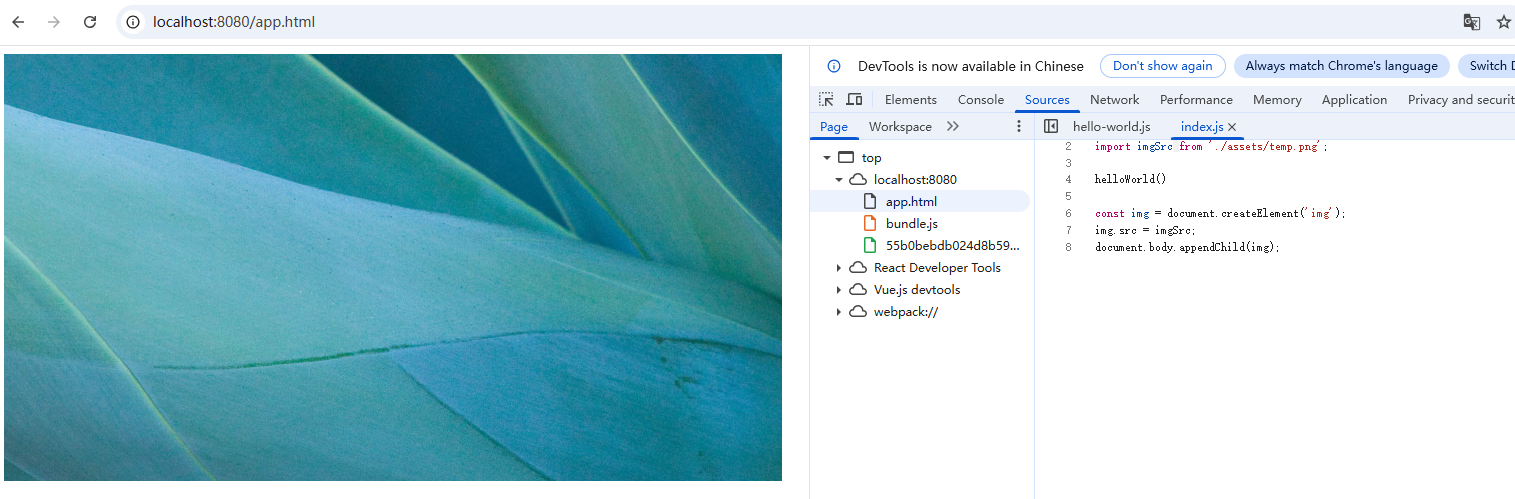 localhost:8080/app.html
DevTools is now available in Chinese Don't show again Always match Chrome's language Switch D
Elements Console Sources Network Performance Memory Application Privacy and securit
Page Workspace
hello-world.js index.js
top
localhost:8080
app.html
bundle.js
55b0bebdb024d8b59...
React Developer Tools
Vue.js devtools
webpack://
2 import imgSrc from './assets/temp.png';
3
4 helloWorld()
5
6 const img = document.createElement('img');
7 img.src = imgSrc;
8 document.body.appendChild(img);